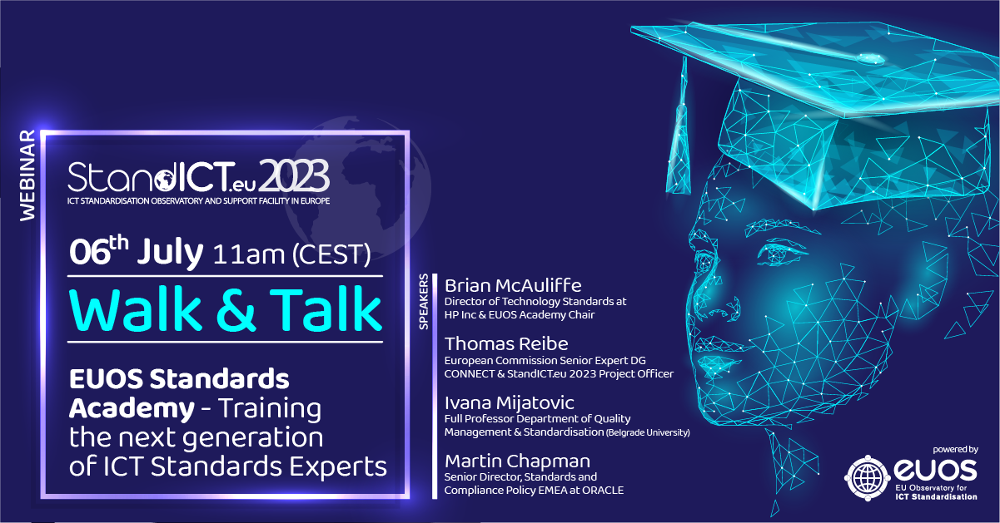 WEBINAR
StandICT.eu 2023
ICT STANDARDISATION OBSERVATORY AND SUPPORT FACILITY IN EUROPE
06th July 11am (CEST)
Walk & Talk
EUOS Standards
Academy - Training
the next generation
of ICT Standards Experts
SPEAKERS
Brian McAuliffe
Director of Technology Standards at
HP Inc & EUOS Academy Chair
Thomas Reibe
European Commission Senior Expert DG
CONNECT & StandICT.eu 2023 Project Officer
Ivana Mijatovic
Full Professor Department of Quality
Management & Standardisation (Belgrade University)
Martin Chapman
Senior Director, Standards and
Compliance Policy EMEA at ORACLE
powered by
euos
EU Observatory for
ICT Standardisation